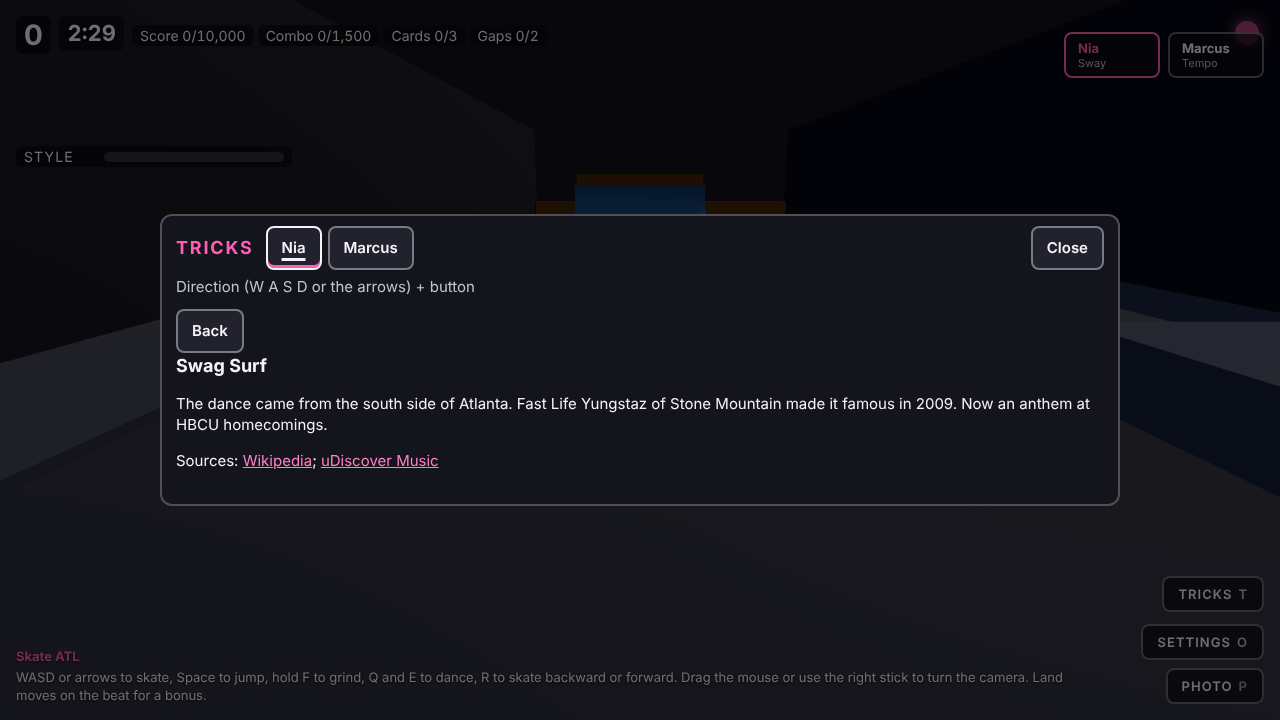 0
2:29
Score 0/10,000
Combo 0/1,500
Cards 0/3
Gaps 0/2
Nia
Sway
Marcus
Tempo
STYLE
TRICKS
Nia
Marcus
Close
Direction (W A S D or the arrows) + button
Back
Swag Surf
The dance came from the south side of Atlanta. Fast Life Yungstaz of Stone Mountain made it famous in 2009. Now an anthem at
HBCU homecomings.
Sources: Wikipedia; uDiscover Music
TRICKS T
SETTINGS O
PHOTO P
Skate ATL
WASD or arrows to skate, Space to jump, hold F to grind, Q and E to dance, R to skate backward or forward. Drag the mouse or use the right stick to turn the camera. Land
moves on the beat for a bonus.